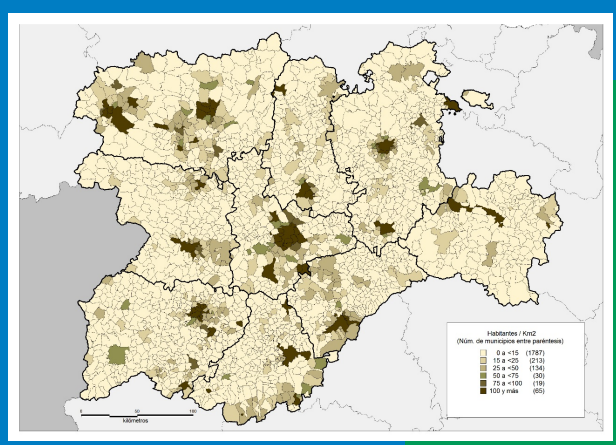 Habitantes / Km2
(Núm. de municipios entre paréntesis)
0 a <15 (1787)
15 a <25 (213)
25 a <50 (134)
50 a <75 (30)
75 a <100 (19)
100 y más (65)
0 50 100
kilómetros